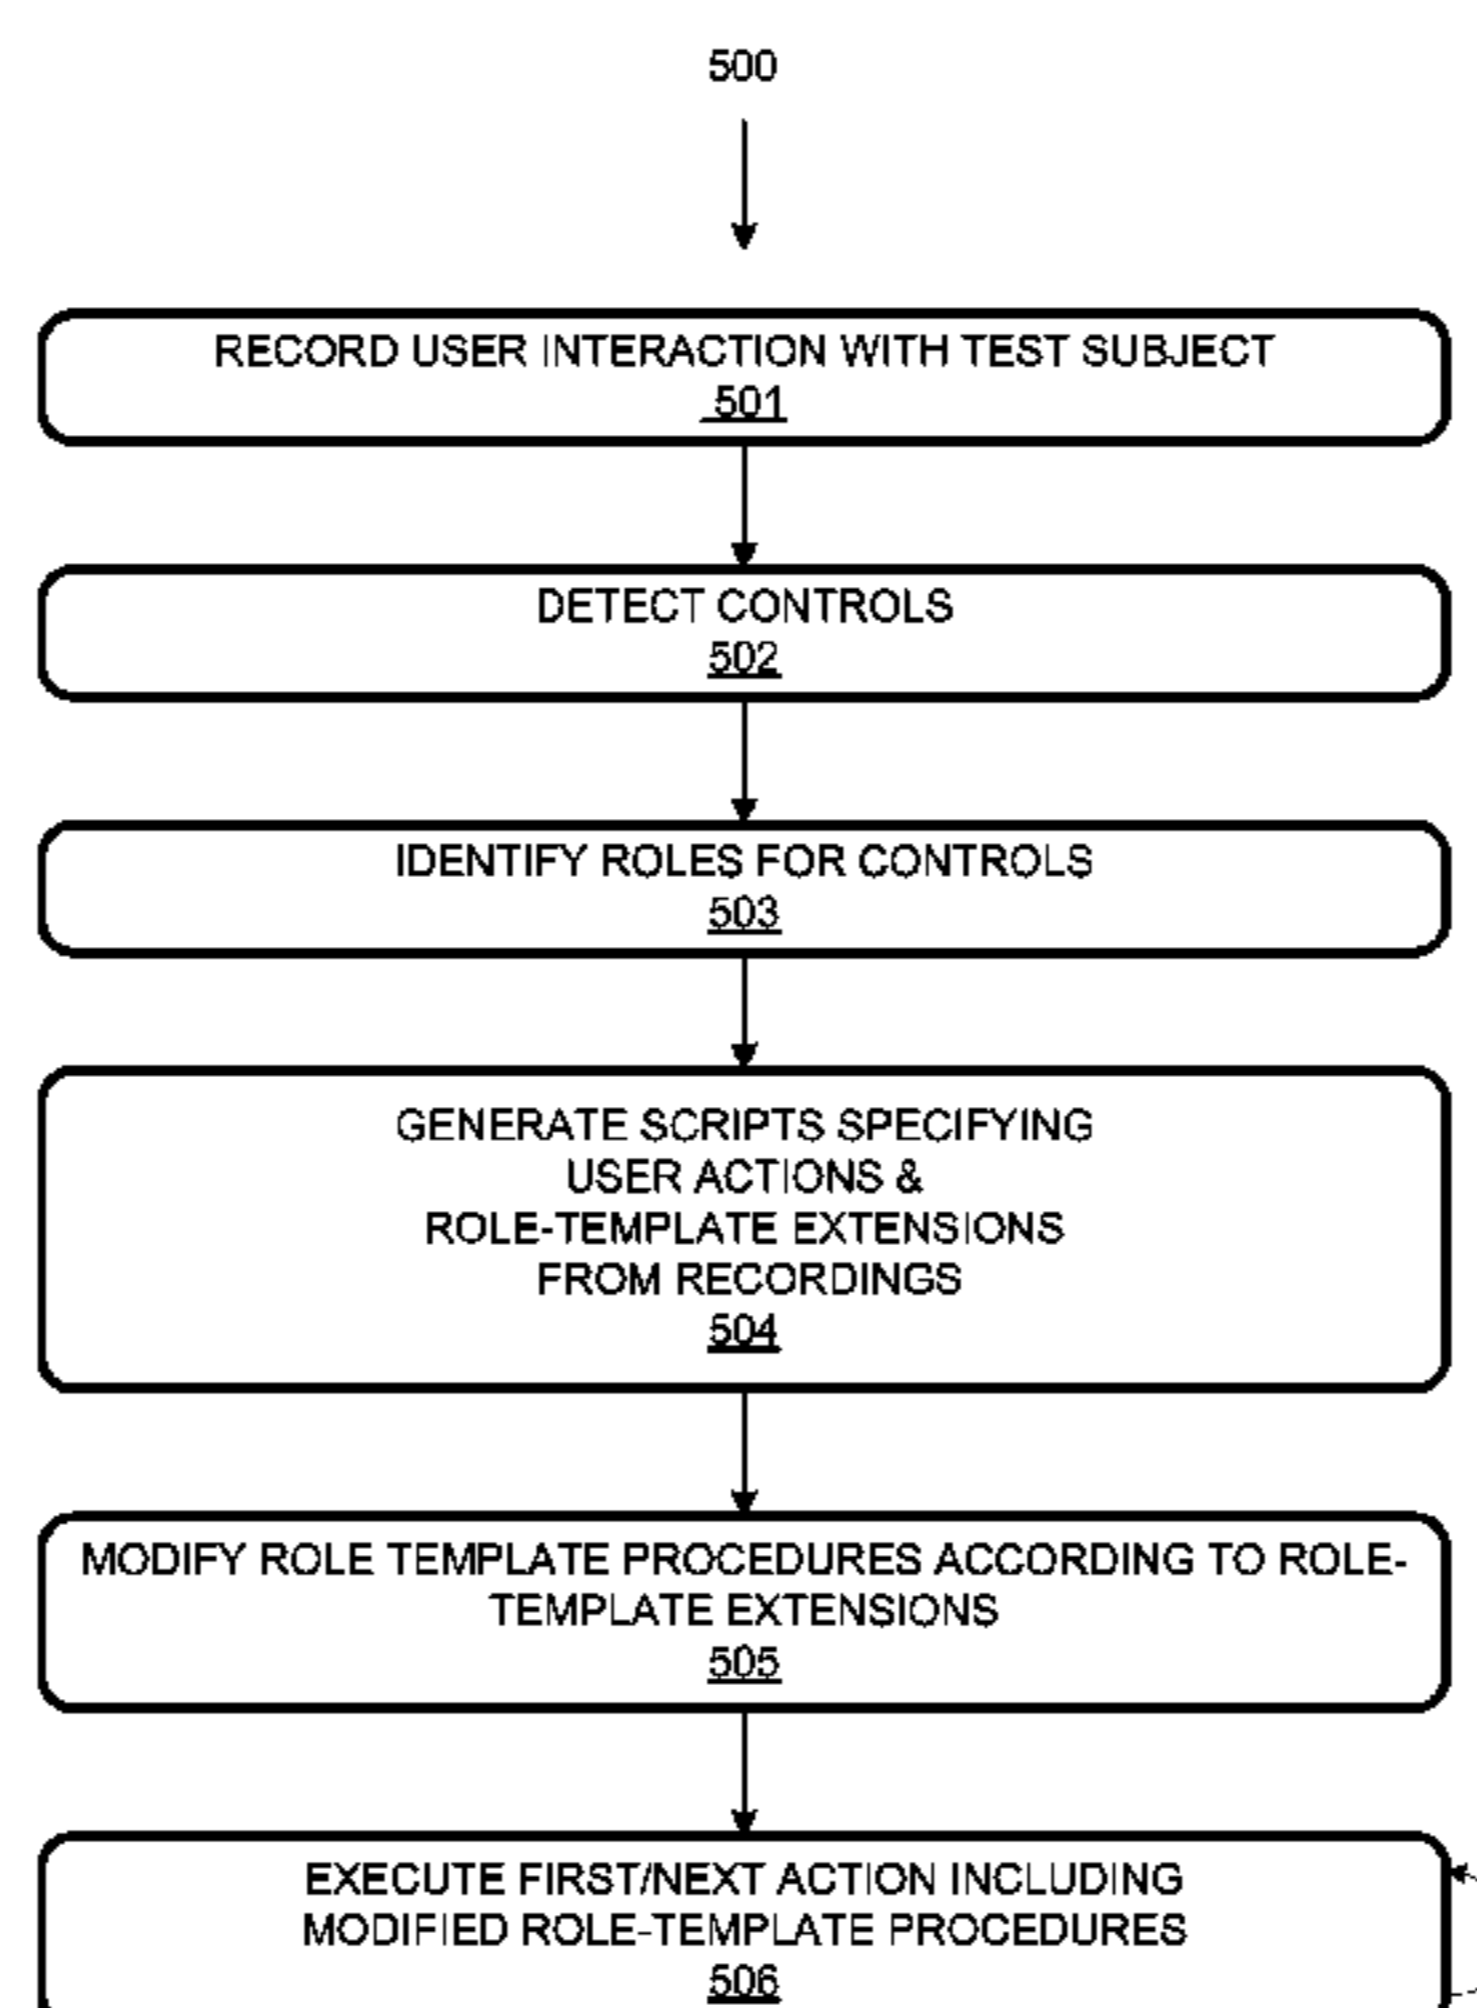 500
RECORD USER INTERACTION WITH TEST SUBJECT
501
DETECT CONTROLS
502
IDENTIFY ROLES FOR CONTROLS
503
GENERATE SCRIPTS SPECIFYING
USER ACTIONS &
ROLE-TEMPLATE EXTENSIONS
FROM RECORDINGS
504
MODIFY ROLE TEMPLATE PROCEDURES ACCORDING TO ROLE-
TEMPLATE EXTENSIONS
505
EXECUTE FIRST/NEXT ACTION INCLUDING
MODIFIED ROLE-TEMPLATE PROCEDURES
506